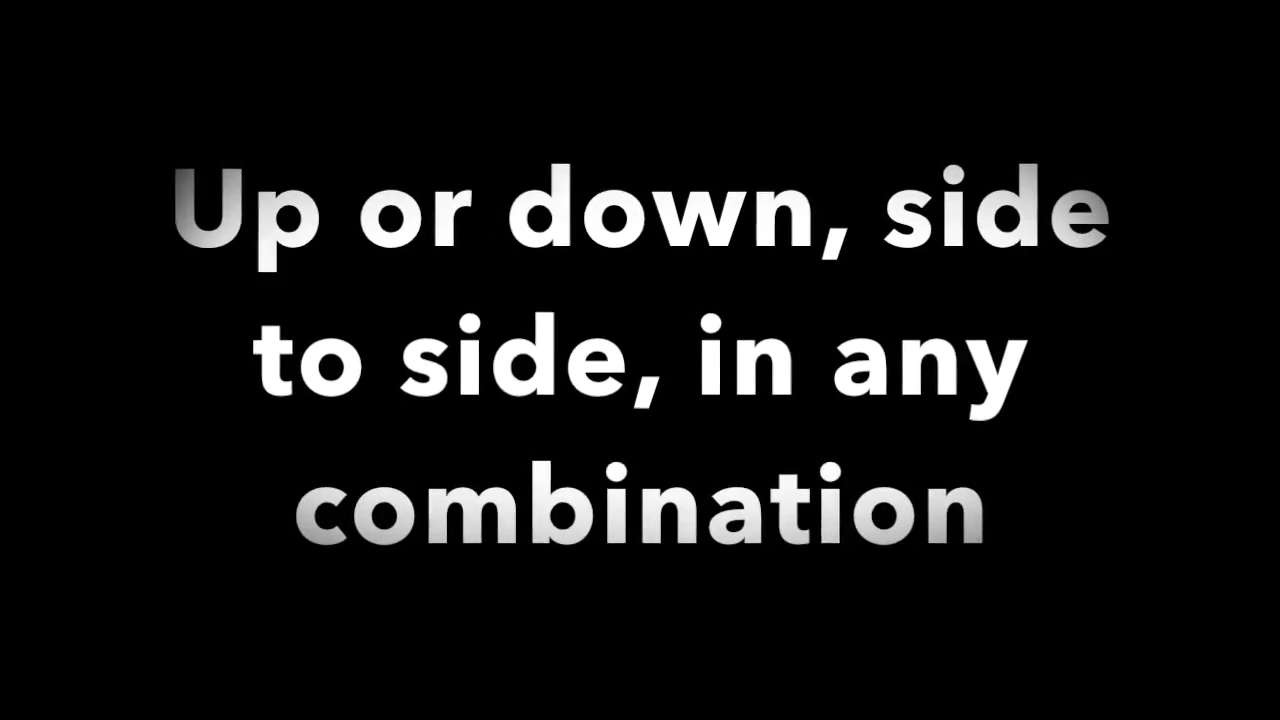 Up or down, side
to side, in any
combination